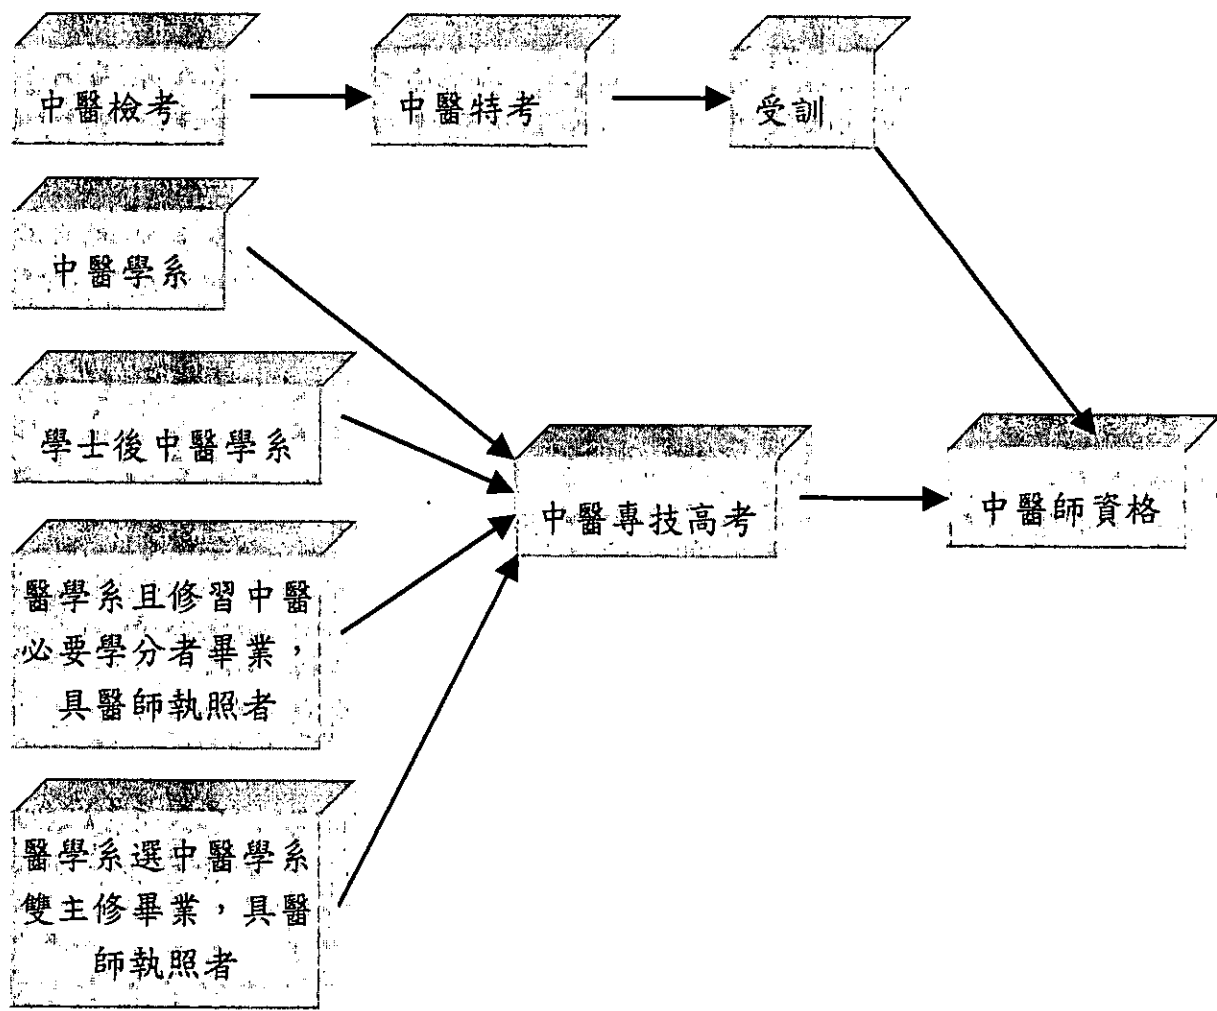 中醫檢考
中醫特考
受訓
中醫學系
學士後中醫學系
中醫專技高考
中醫師資格
醫學系且修習中醫
必要學分者畢業，
具醫師執照者
醫學系選中醫學系
雙主修畢業，具醫
師執照者